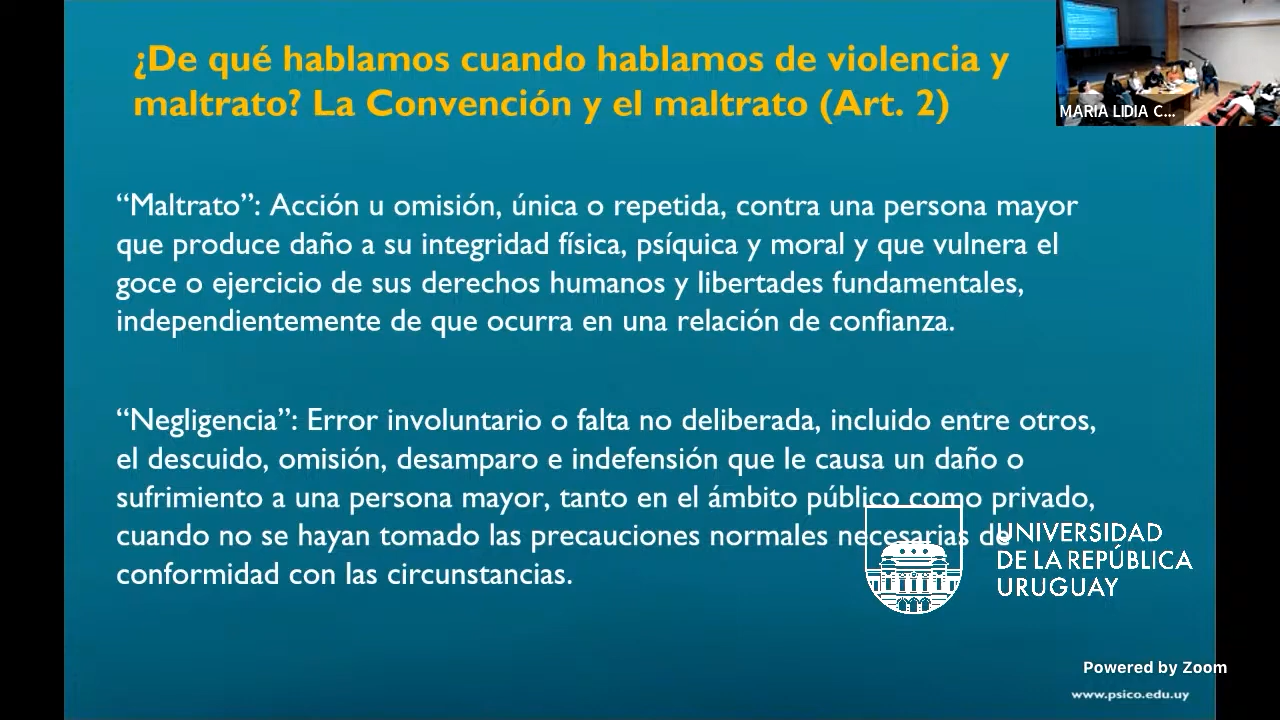 ¿De qué hablamos cuando hablamos de violencia y
maltrato? La Convención y el maltrato (Art. 2)
MARIA LIDIA C...
“Maltrato”: Acción u omisión, única o repetida, contra una persona mayor
que produce daño a su integridad física, psíquica y moral y que vulnera el
goce o ejercicio de sus derechos humanos y libertades fundamentales,
independientemente de que ocurra en una relación de confianza.
“Negligencia”: Error involuntario o falta no deliberada, incluido entre otros,
el descuido, omisión, desamparo e indefensión que le causa un daño o
sufrimiento a una persona mayor, tanto en el ámbito público como privado,
cuando no se hayan tomado las precauciones normales necesarias de
conformidad con las circunstancias.
UNIVERSIDAD
DE LA REPÚBLICA
URUGUAY
Powered by Zoom
www.psico.edu.uy